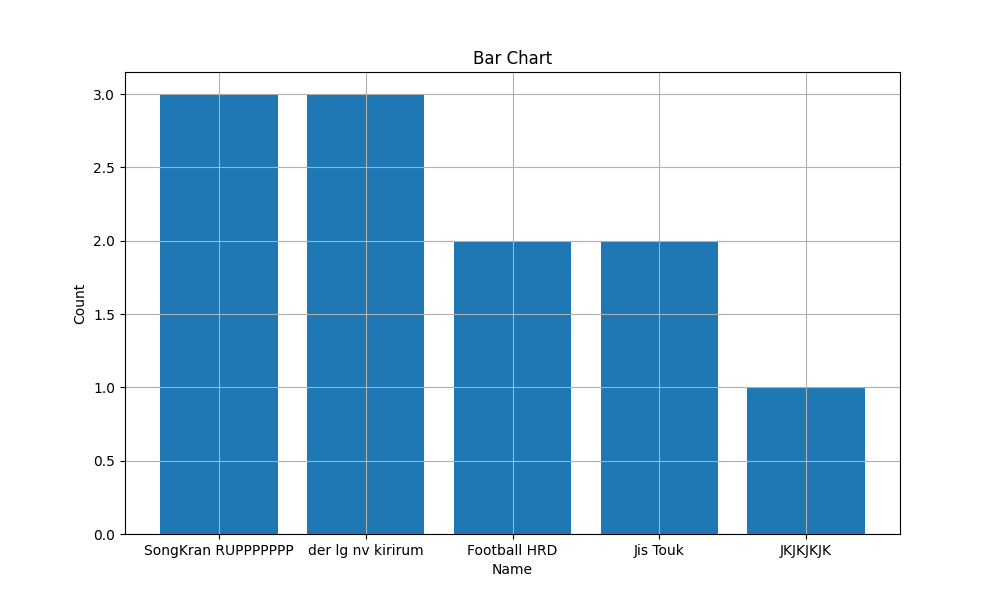 Bar Chart
3.0
2.5
2.0
1.5
1.0
0.5
0.0
Count
SongKran RUPPPPPPP der lg nv kirirum Football HRD Jis Touk JKJKJKJK
Name